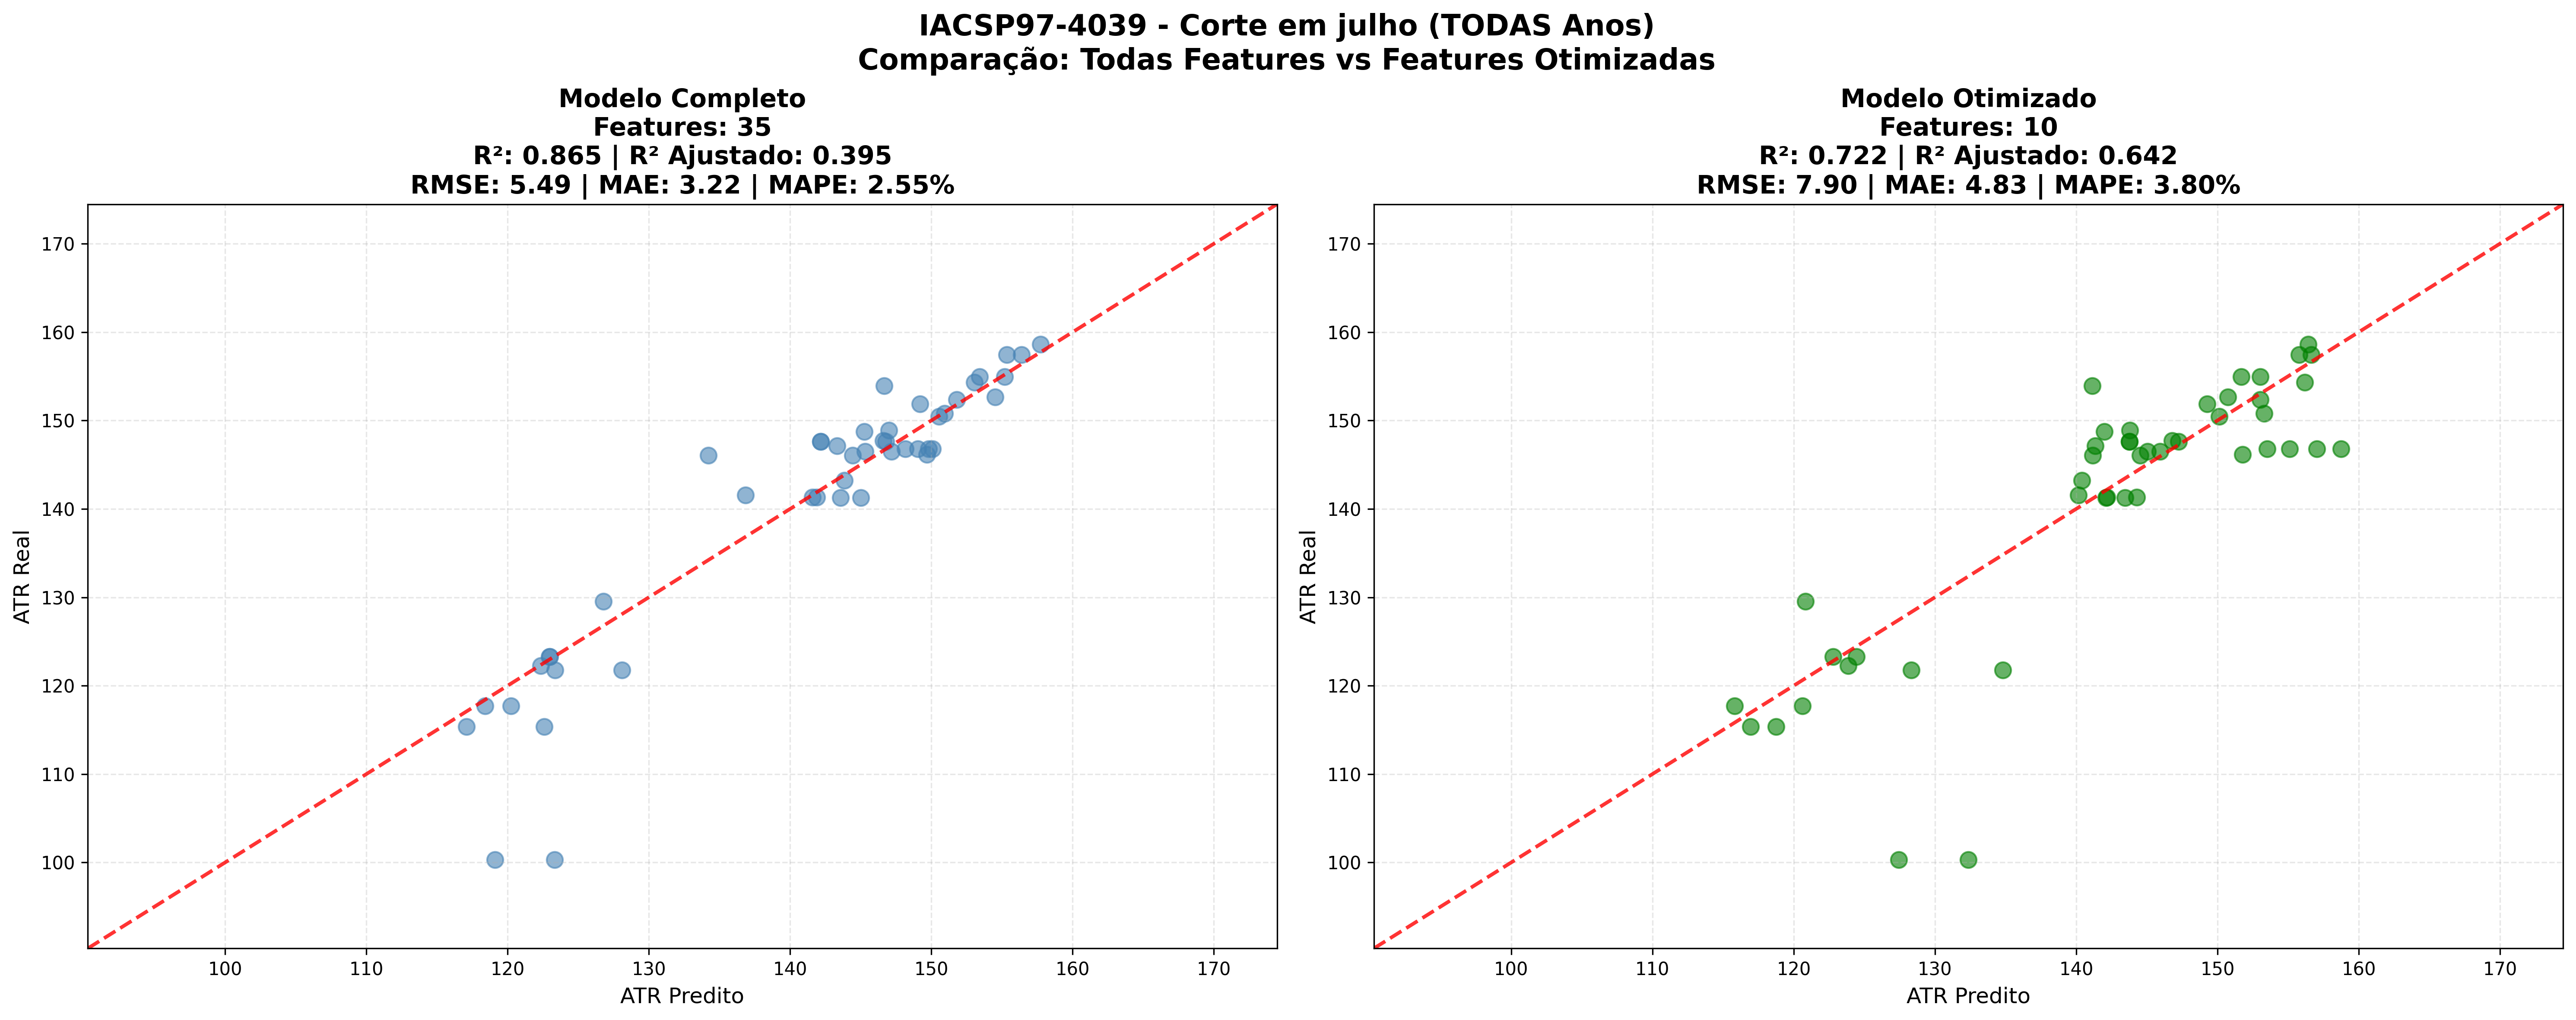 IACSP97-4039 - Corte em julho (TODAS Anos)
Comparação: Todas Features vs Features Otimizadas
Modelo Completo
Features: 35
R²: 0.865 | R² Ajustado: 0.395
RMSE: 5.49 | MAE: 3.22 | MAPE: 2.55%
170
160
150
140
130
120
110
100
ATR Real
100 110 120 130 140 150 160 170
ATR Predito
Modelo Otimizado
Features: 10
R²: 0.722 | R² Ajustado: 0.642
RMSE: 7.90 | MAE: 4.83 | MAPE: 3.80%
170
160
150
140
130
120
110
100
ATR Real
100 110 120 130 140 150 160 170
ATR Predito